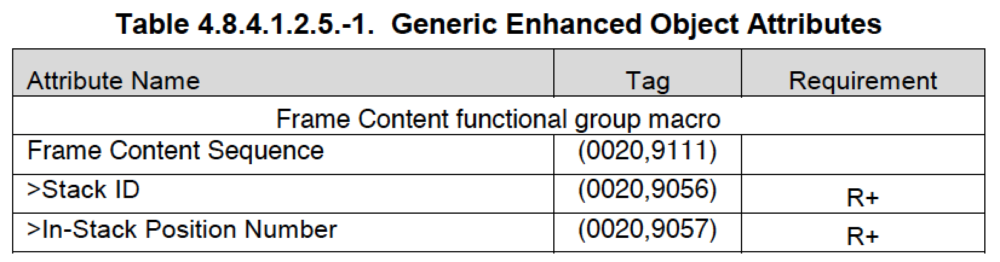 Table 4.8.4.1.2.5.-1. Generic Enhanced Object Attributes
Attribute Name Tag Requirement
Frame Content functional group macro
Frame Content Sequence (0020,9111)
>Stack ID (0020,9056) R+
>In-Stack Position Number (0020,9057) R+